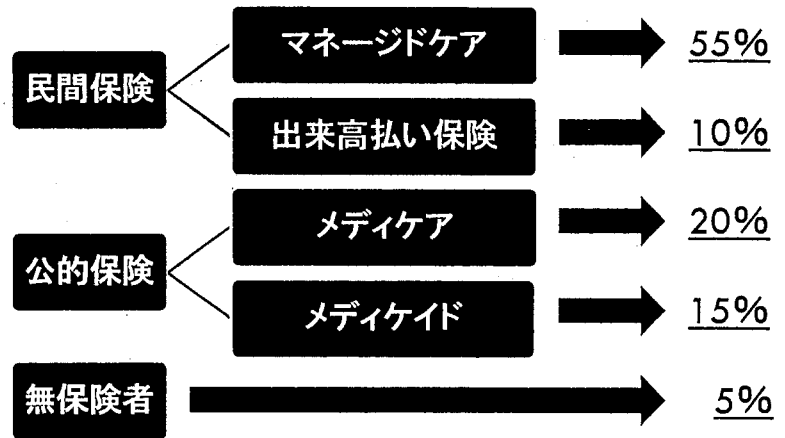 民間保険
マネージドケア
55%
出来高払い保険
10%
公的保険
メディケア
20%
メディケイド
15%
無保険者
5%